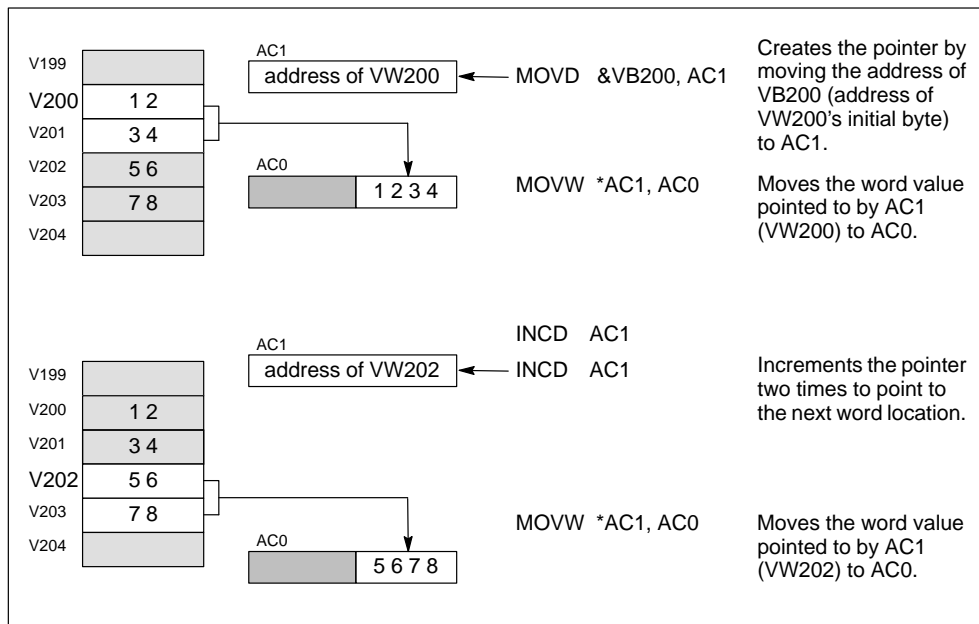 V199
V200
V201
V202
V203
V204
1 2
3 4
5 6
7 8
AC1
address of VW200
MOVD &VB200, AC1
Creates the pointer by
moving the address of
VB200 (address of
VW200's initial byte)
to AC1.
AC0
1 2 3 4
MOVW *AC1, AC0
Moves the word value
pointed to by AC1
(VW200) to AC0.
V199
V200
V201
V202
V203
V204
1 2
3 4
5 6
7 8
AC1
address of VW202
INCD AC1
INCD AC1
Increments the pointer
two times to point to
the next word location.
AC0
5 6 7 8
MOVW *AC1, AC0
Moves the word value
pointed to by AC1
(VW202) to AC0.